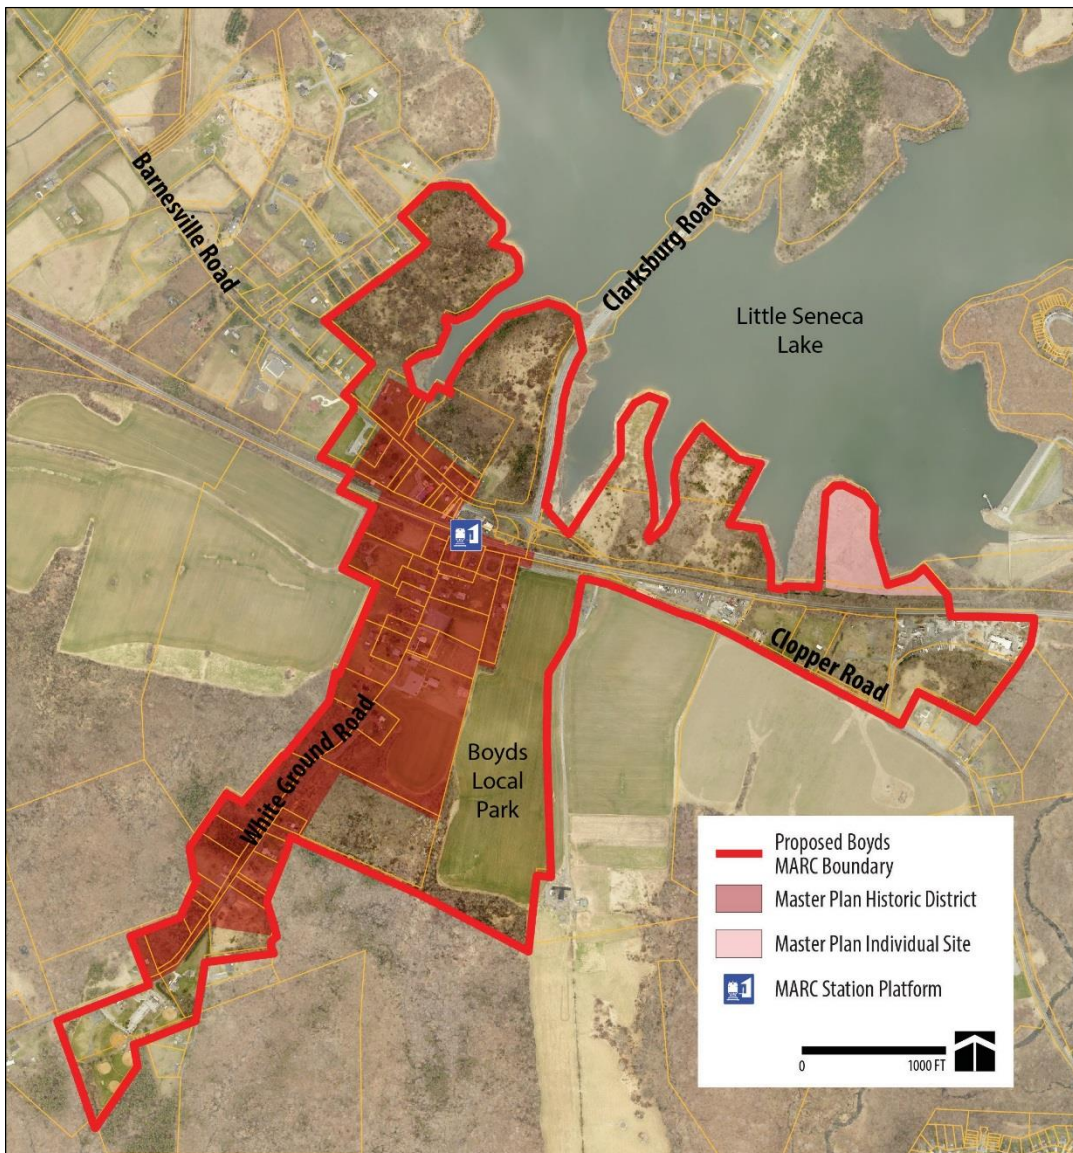 Barnesville Road
Clarksburg Road
Little Seneca
Lake
Clopper Road
White Ground Road
Boyds
Local
Park
Proposed Boyds
MARC Boundary
Master Plan Historic District
Master Plan Individual Site
MARC Station Platform
0
1000 FT